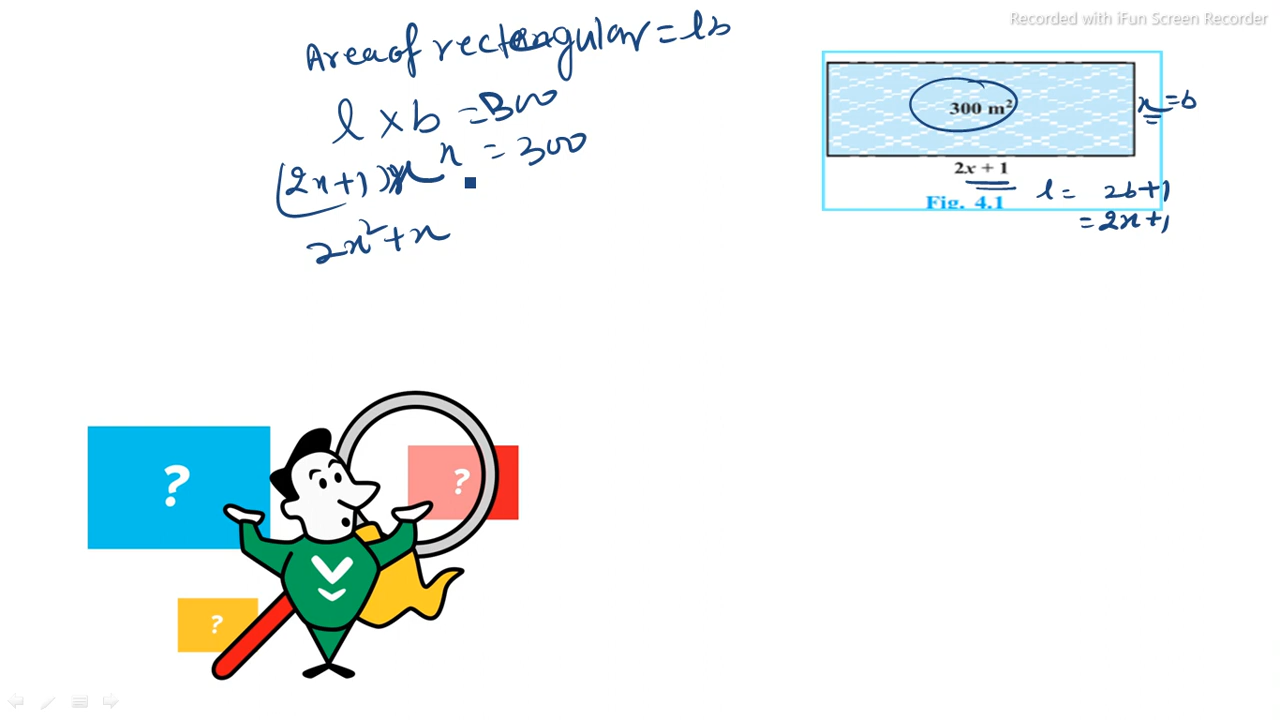 Recorded with iFun Screen Recorder
Area of rectangular = lb
l × b = 300
(2x+1) x = 300
2x² + x
300 m²
x = b
2x + 1
Fig. 4.1
l = 2b+1
= 2x+1
?
?
?